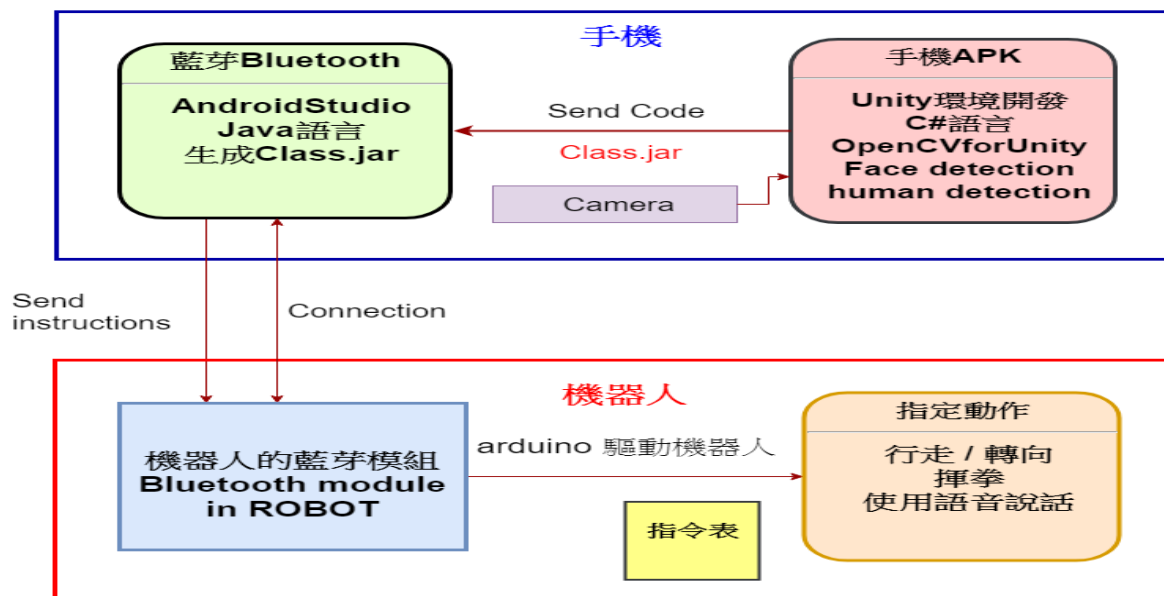 手機
藍芽Bluetooth
AndroidStudio
Java語言
生成Class.jar
Send Code
Class.jar
Camera
手機APK
Unity環境開發
C#語言
OpenCVforUnity
Face detection
human detection
Send
instructions
Connection
機器人
機器人的藍芽模組
Bluetooth module
in ROBOT
arduino 驅動機器人
指令表
指定動作
行走 / 轉向
揮拳
使用語音說話